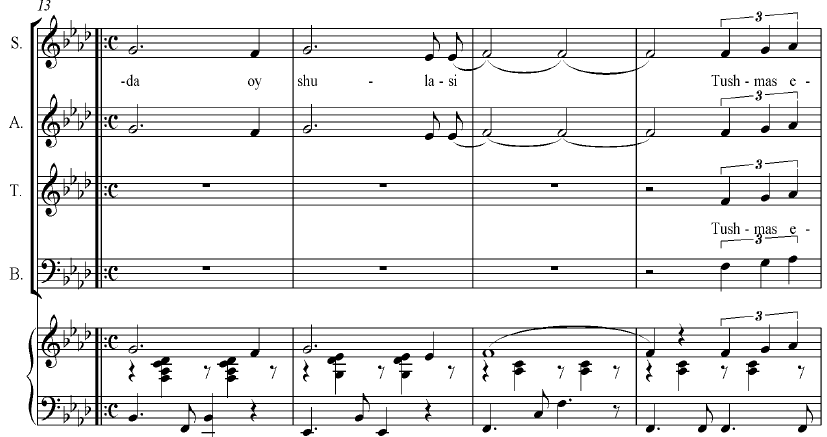 13
S.
3
-da oy shu - la - si Tush - mas e -
A.
3
T.
3
Tush - mas e -
B.
3
3